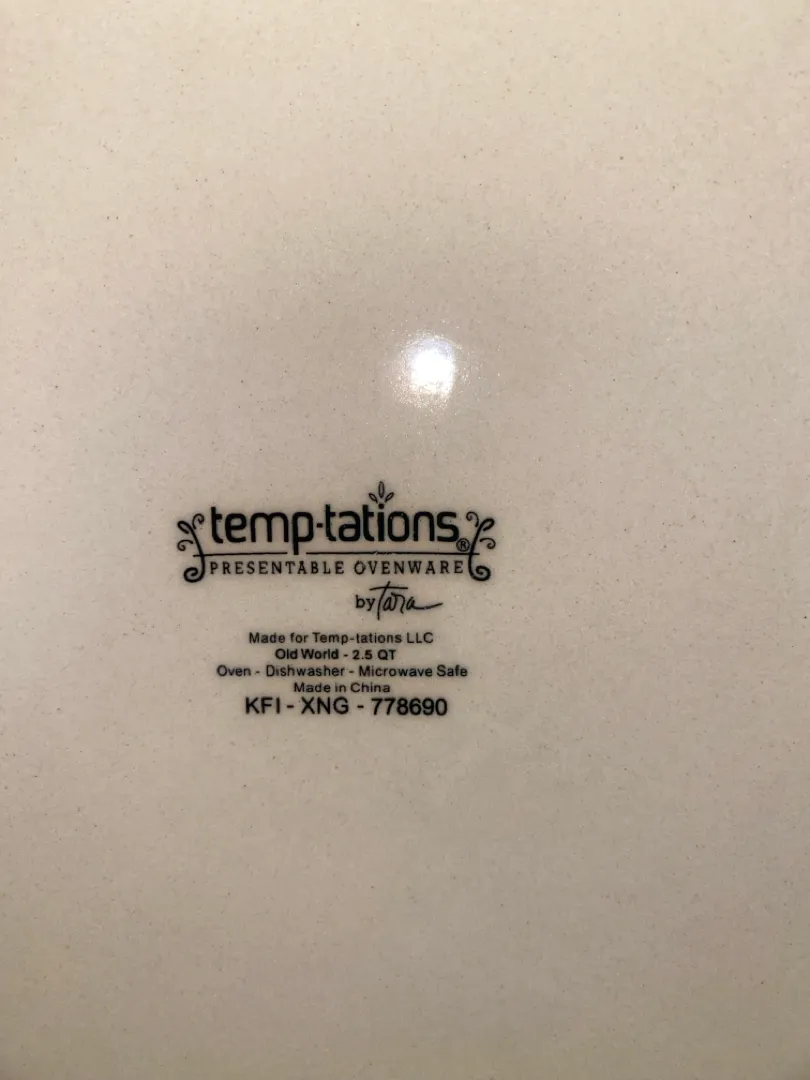 temp-tations®
PRESENTABLE OVENWARE
by Tara
Made for Temp-tations LLC
Old World - 2.5 QT
Oven - Dishwasher - Microwave Safe
Made in China
KFI - XNG - 778690